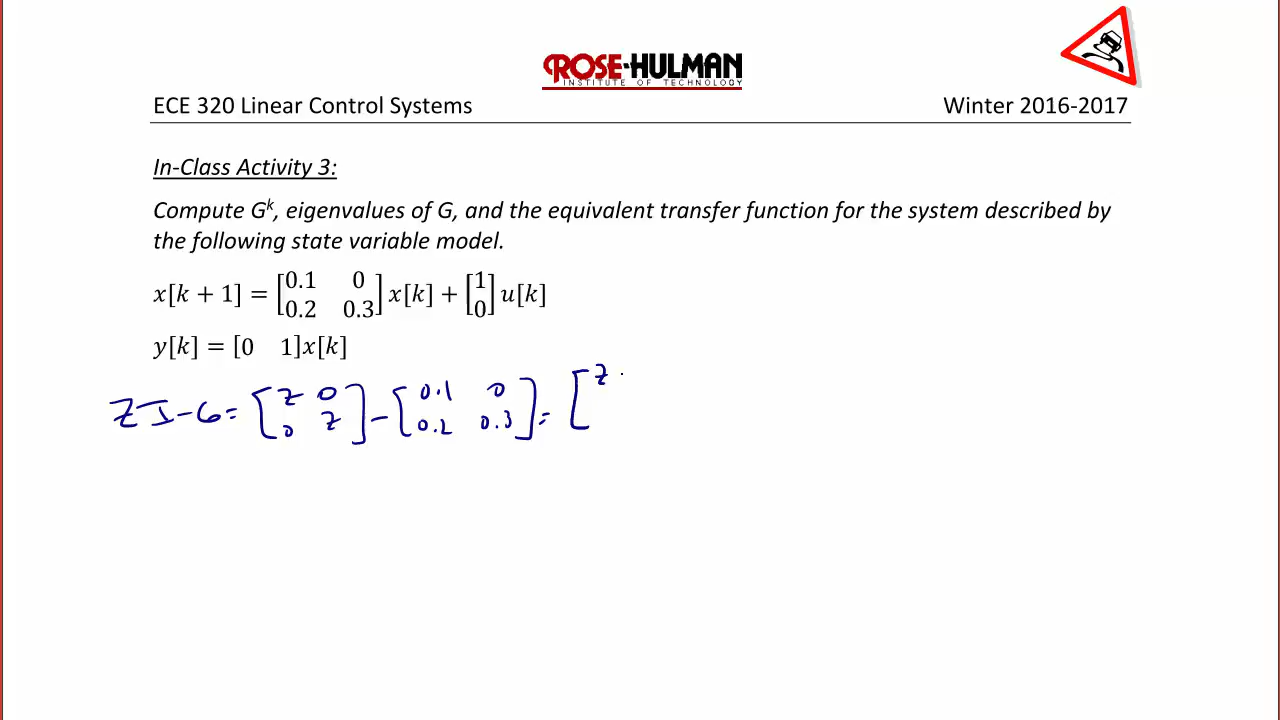 ROSE-HULMAN
INSTITUTE OF TECHNOLOGY
ECE 320 Linear Control Systems Winter 2016-2017
In-Class Activity 3:
Compute Gᵏ, eigenvalues of G, and the equivalent transfer function for the system described by
the following state variable model.
x[k + 1] = [0.1 0; 0.2 0.3] x[k] + [1; 0] u[k]
y[k] = [0 1]x[k]
ZI-G = [z 0; 0 z] - [0.1 0; 0.2 0.3] = [z